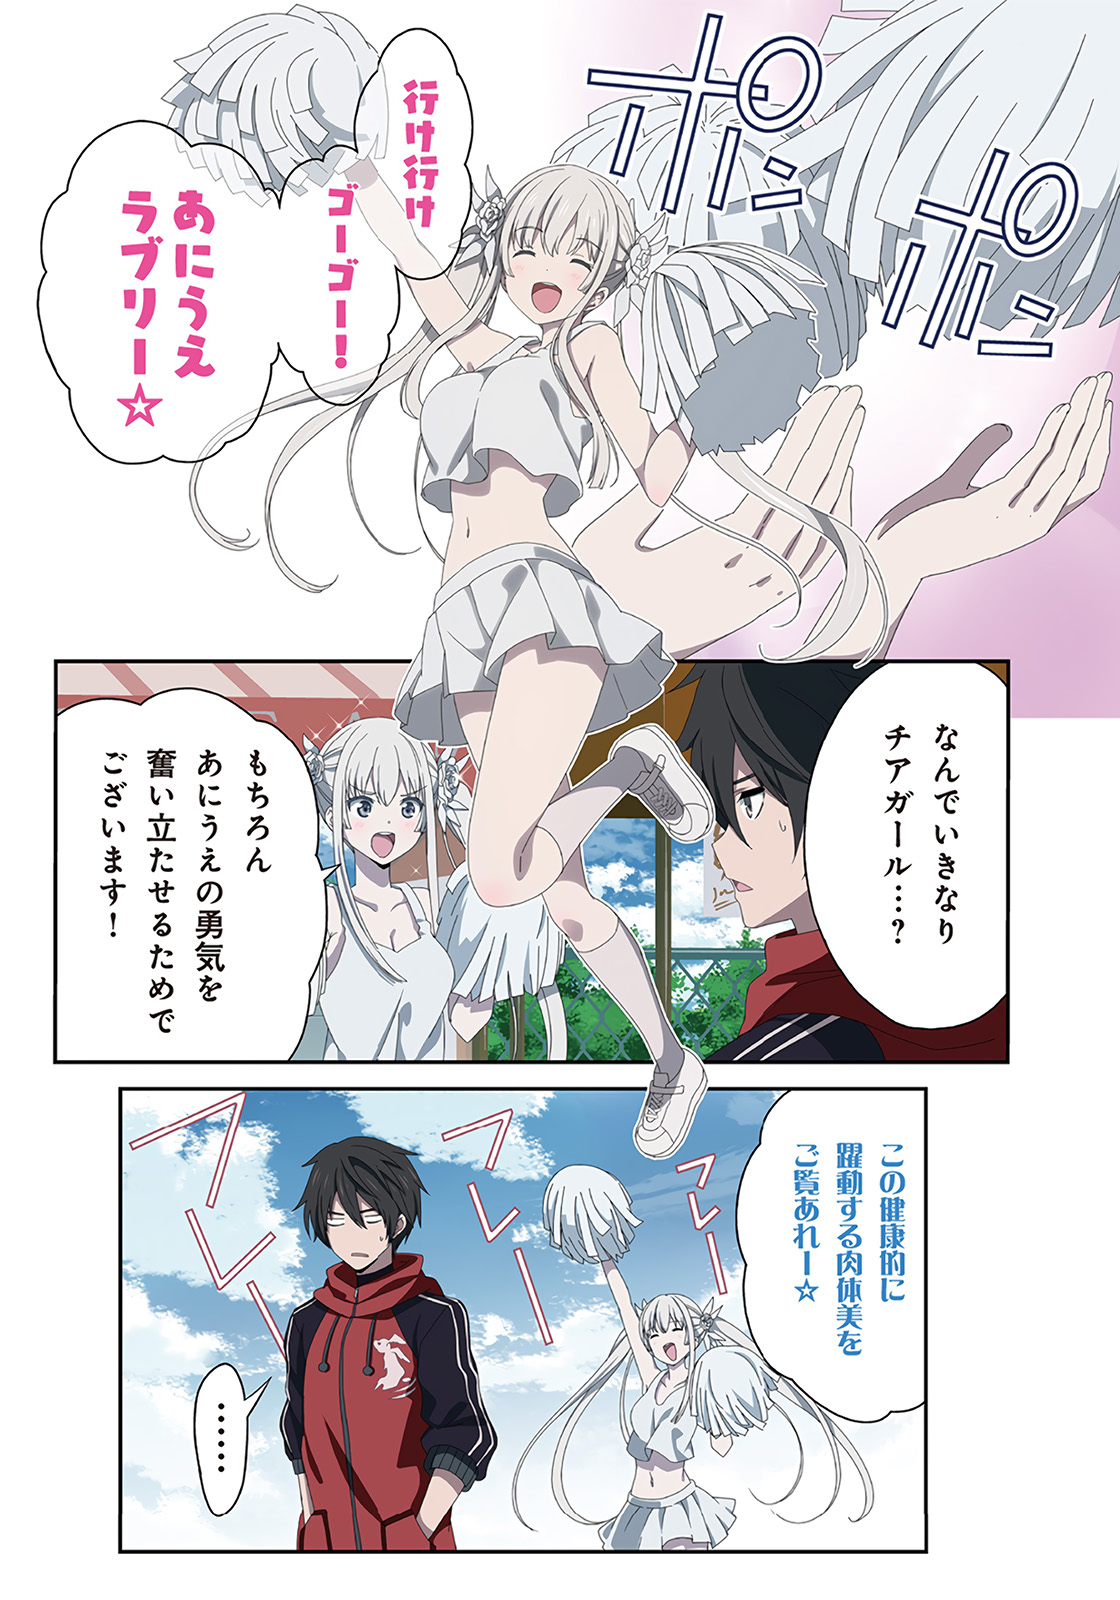 ポンポン
行け行け
ゴーゴー!
あにうえ
ラブリー☆
なんでいきなり
チアガール…?
もちろん
あにうえの勇気を
奮い立たせるためで
ございます!
この健康的に
躍動する肉体美を
ご覧あれー☆
フレー
フレー
フレー
……